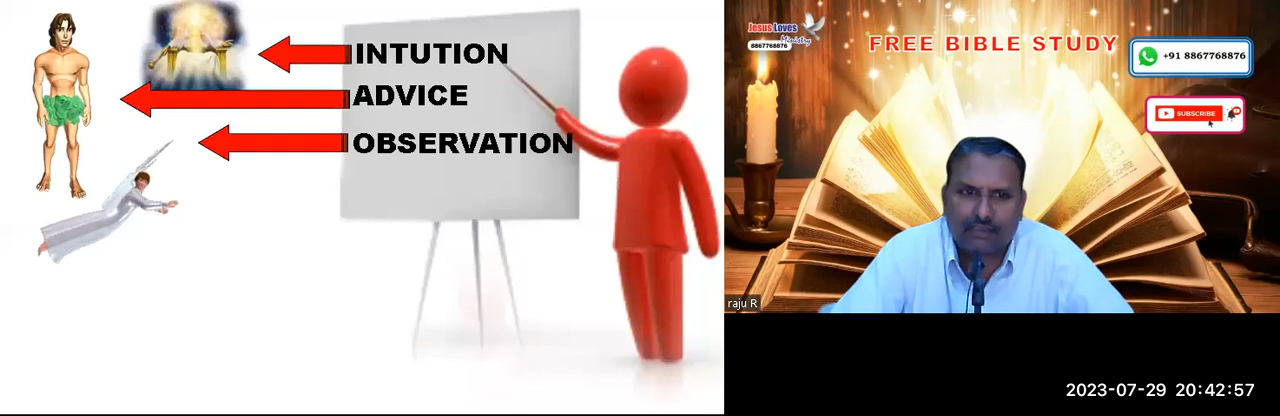 INTUTION
ADVICE
OBSERVATION
Jesus Loves
Ministry
8867768876
FREE BIBLE STUDY
+91 8867768876
SUBSCRIBE
raju R
2023-07-29 20:42:57